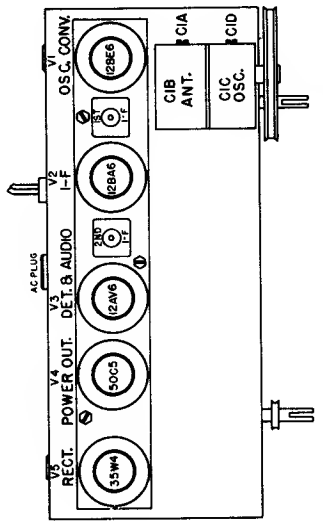 V1
OSC. CONV.
12BE6
1ST
I-F
V2
I-F
12BA6
2ND
I-F
AC PLUG
V3
DET. & AUDIO
12AV6
V4
POWER OUT.
50C5
V5
RECT.
35W4
C1A
C1B
ANT.
C1D
C1C
OSC.